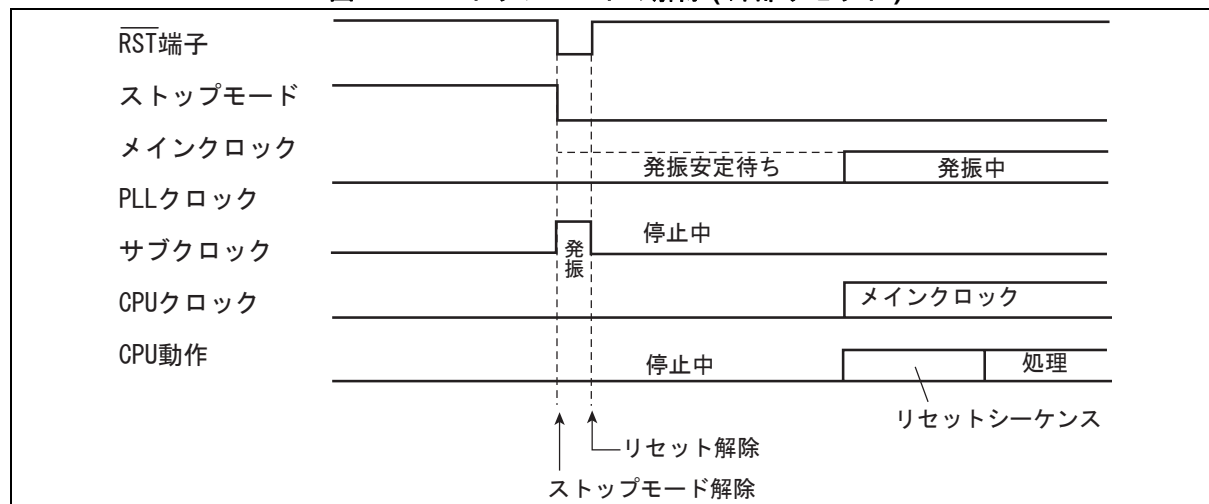 RST端子
ストップモード
メインクロック
発振安定待ち
発振中
PLLクロック
サブクロック
発振
停止中
CPUクロック
メインクロック
CPU動作
停止中
処理
リセットシーケンス
リセット解除
ストップモード解除